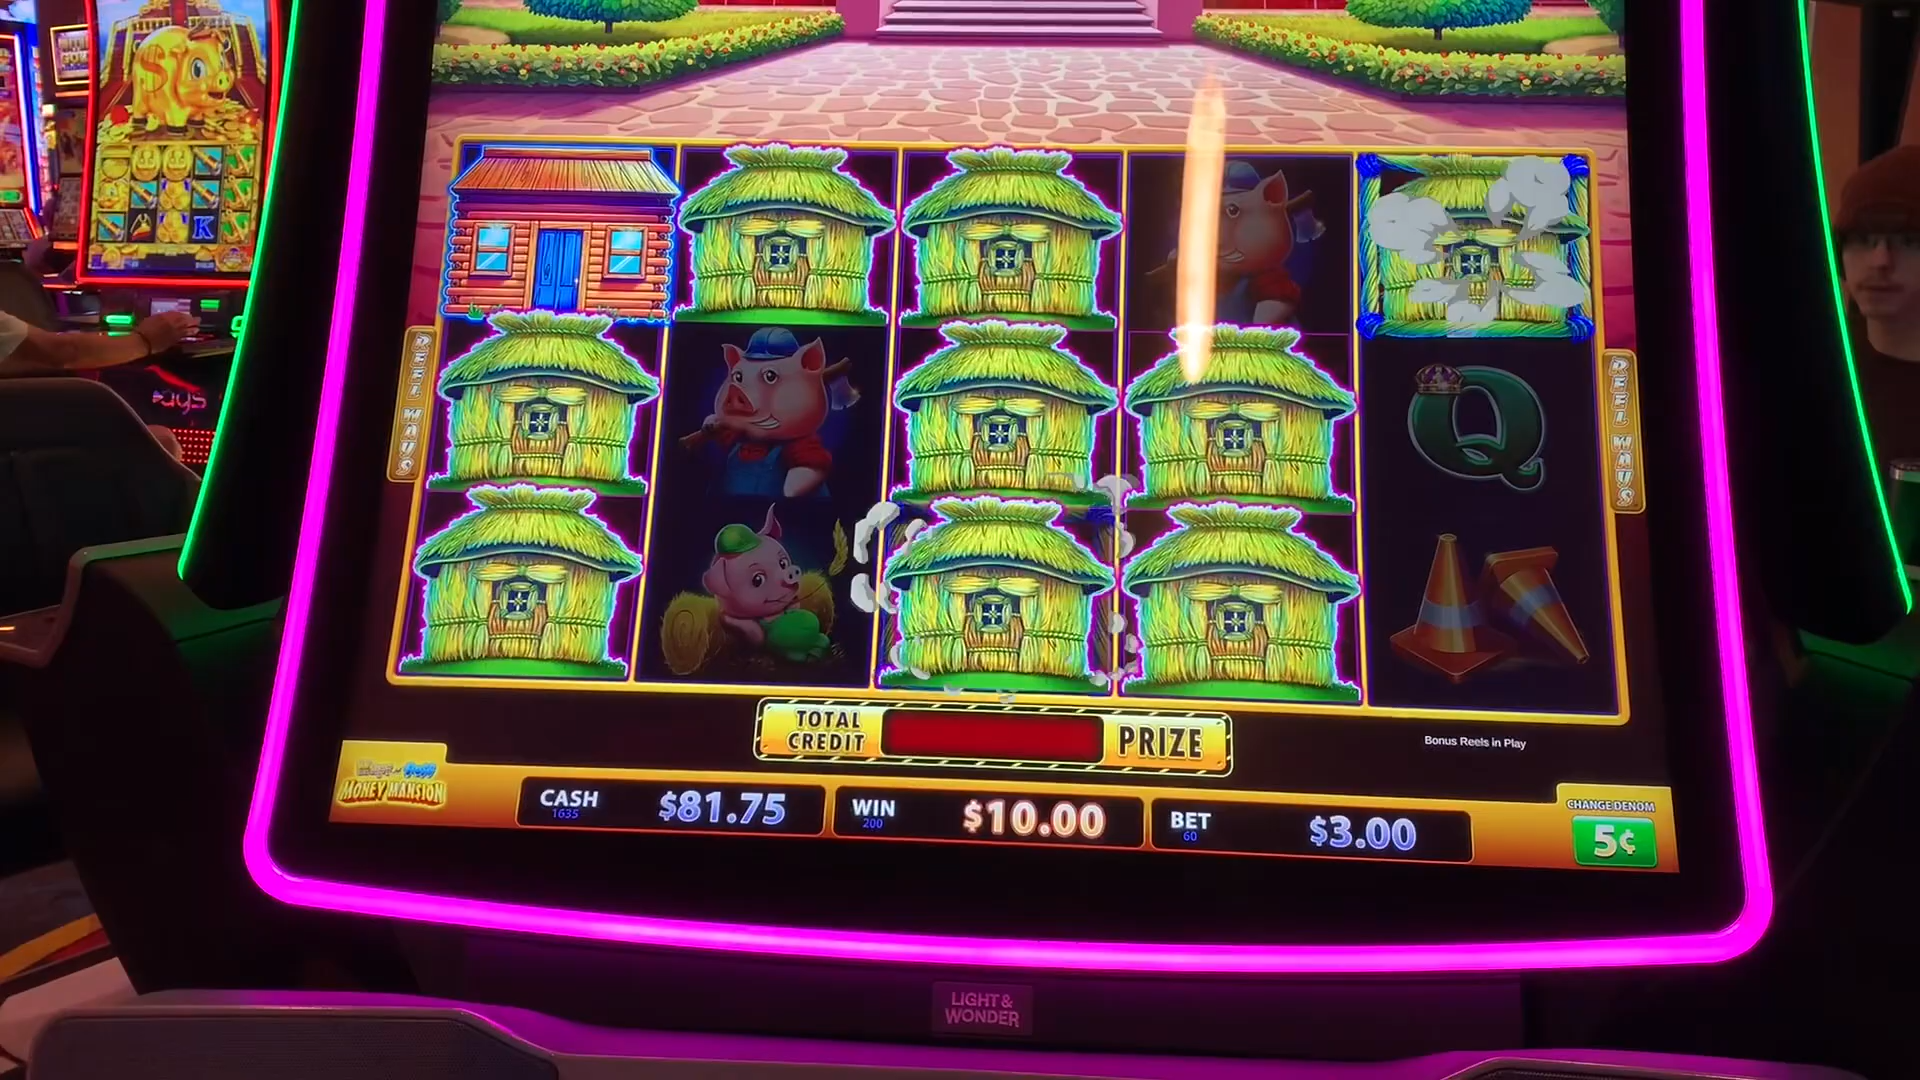 REEL WAYS
REEL WAYS
Q
K
TOTAL
CREDIT
PRIZE
Bonus Reels in Play
MONEY MANSION
CASH
1635
$81.75
WIN
200
$10.00
BET
60
$3.00
CHANGE DENOM
5¢
LIGHT&
WONDER